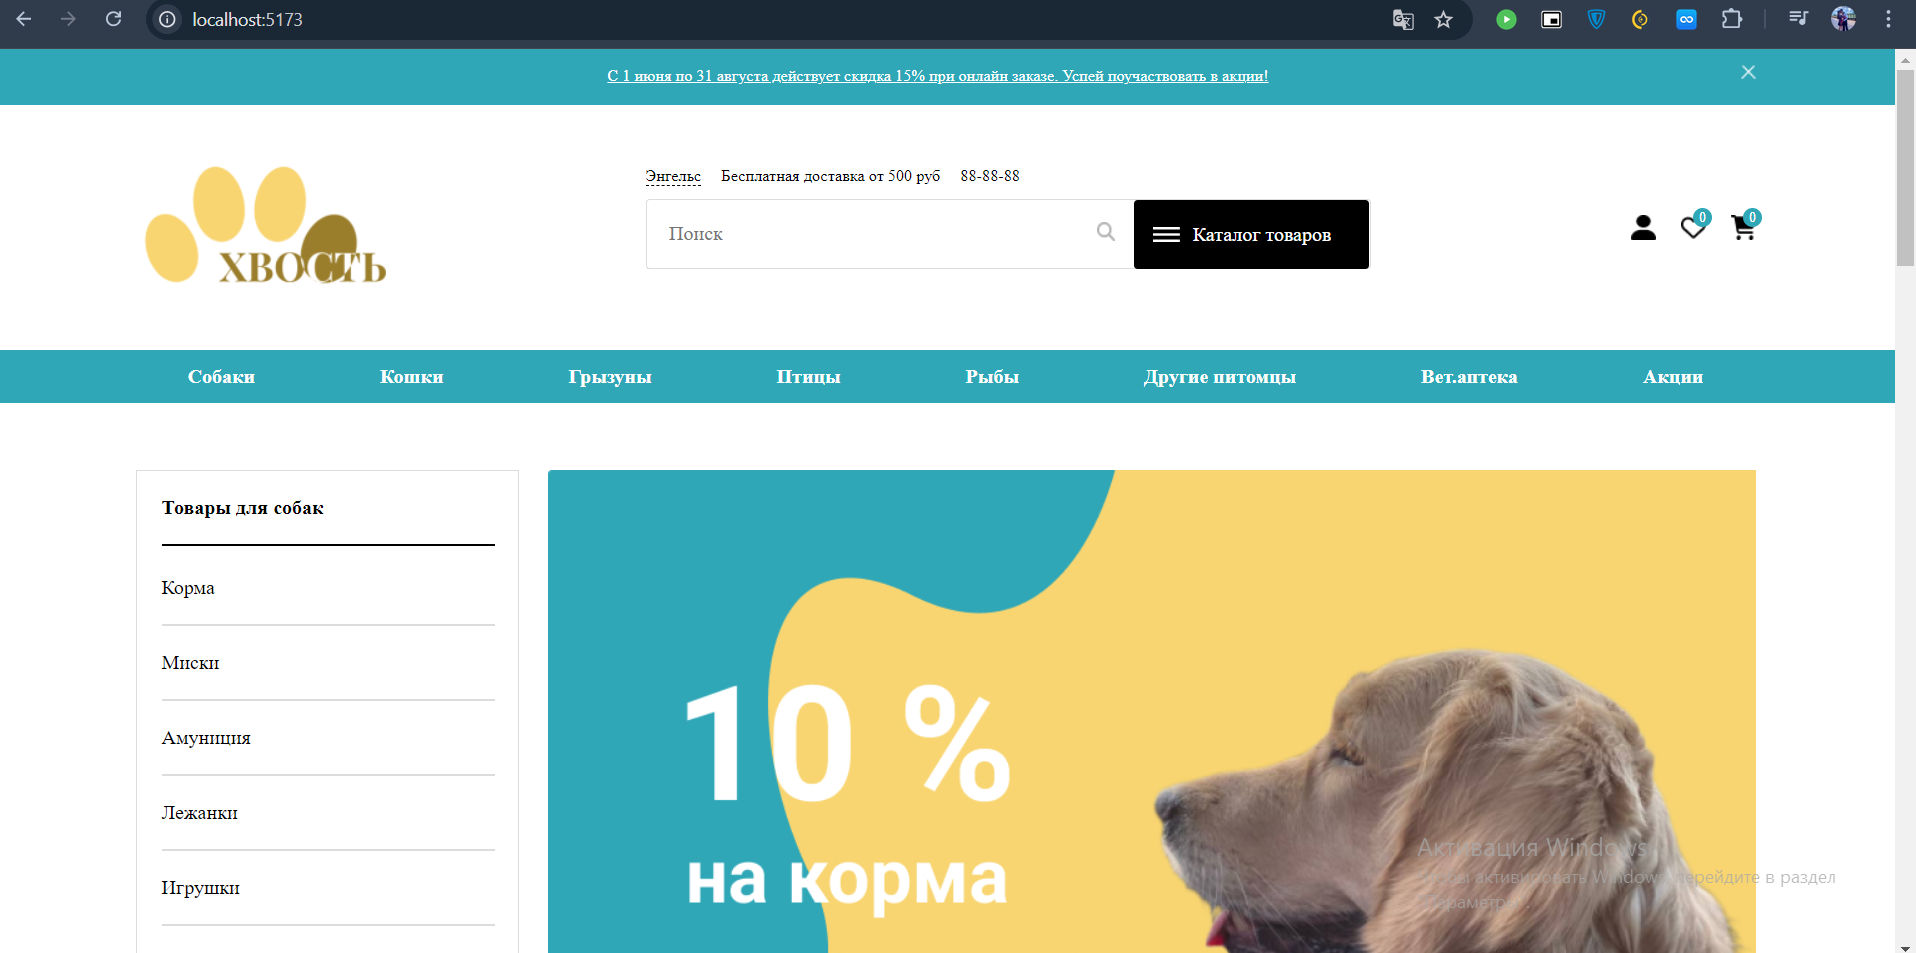 localhost:5173
С 1 июня по 31 августа действует скидка 15% при онлайн заказе. Успей поучаствовать в акции!
ХВОСТЬ
Энгельс Бесплатная доставка от 500 руб 88-88-88
Поиск
Каталог товаров
0 0
Собаки Кошки Грызуны Птицы Рыбы Другие питомцы Вет.аптека Акции
Товары для собак
Корма
Миски
Амуниция
Лежанки
Игрушки
10 %
на корма
Активация Windows
активировать Windows, перейдите в раздел